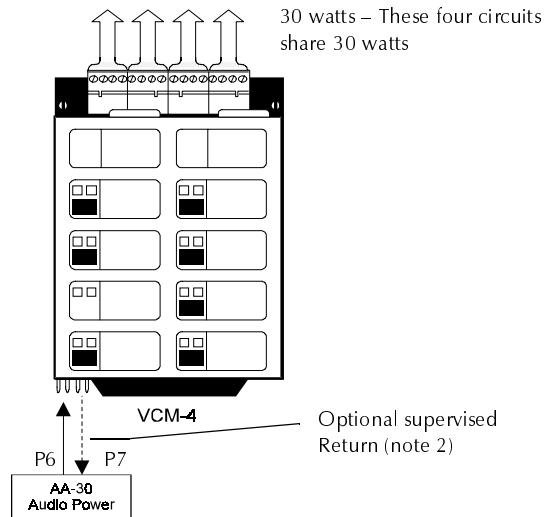 30 watts – These four circuits
share 30 watts
VCM-4
Optional supervised
Return (note 2)
P6 P7
AA-30
Audio Power